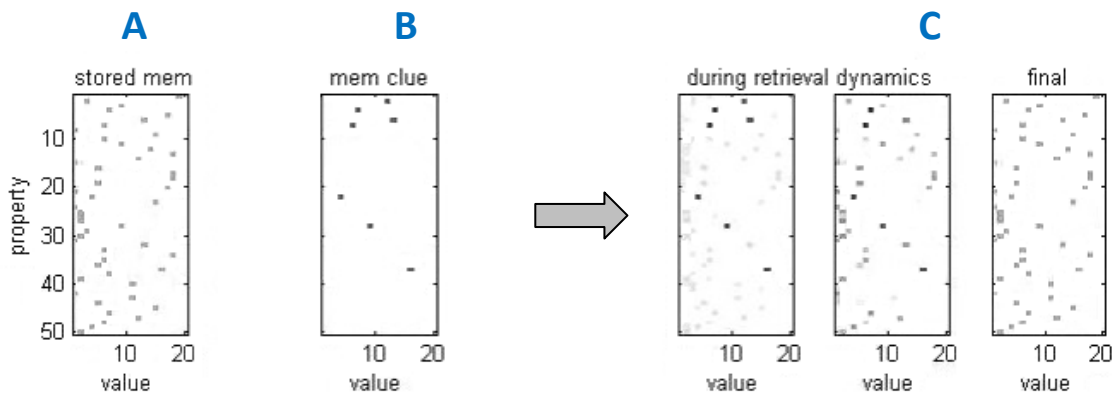 A
B
C
stored mem
mem clue
during retrieval dynamics
final
property
10
20
30
40
50
10 20
value
10 20
value
10 20
value
10 20
value
10 20
value